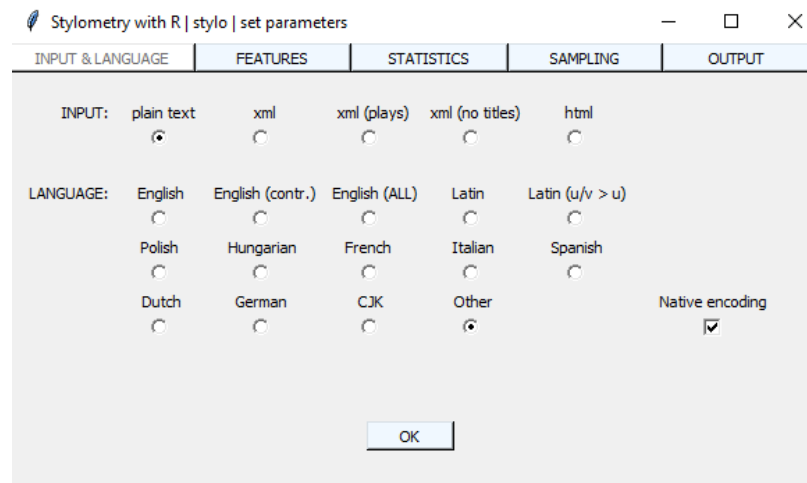 Stylometry with R | stylo | set parameters
INPUT & LANGUAGE FEATURES STATISTICS SAMPLING OUTPUT
INPUT: plain text xml xml (plays) xml (no titles) html
LANGUAGE: English English (contr.) English (ALL) Latin Latin (u/v > u)
Polish Hungarian French Italian Spanish
Dutch German CJK Other Native encoding
OK